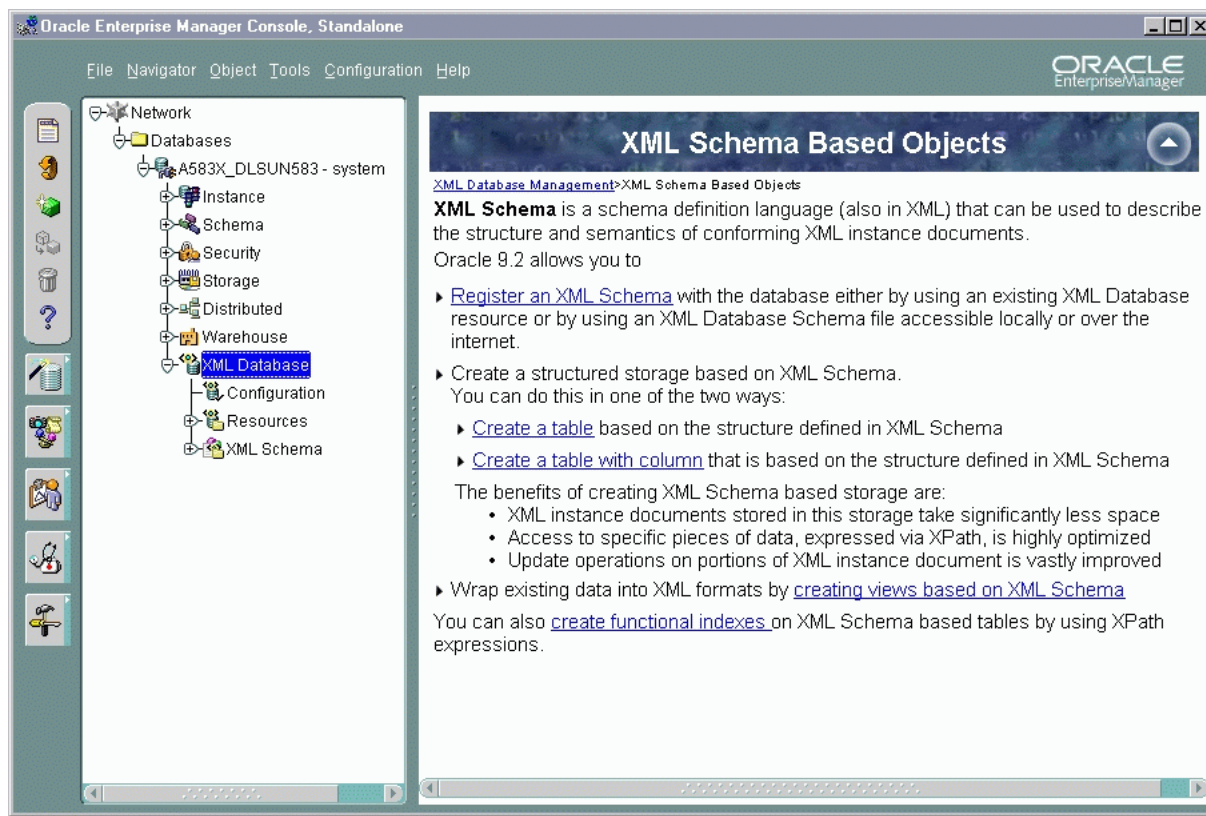 Oracle Enterprise Manager Console, Standalone
File Navigator Object Tools Configuration Help
ORACLE
EnterpriseManager
Network
Databases
A583X_DLSUN583 - system
Instance
Schema
Security
Storage
Distributed
Warehouse
XML Database
Configuration
Resources
XML Schema
XML Schema Based Objects
XML Database Management>XML Schema Based Objects
XML Schema is a schema definition language (also in XML) that can be used to describe
the structure and semantics of conforming XML instance documents.
Oracle 9.2 allows you to
Register an XML Schema with the database either by using an existing XML Database
resource or by using an XML Database Schema file accessible locally or over the
internet.
Create a structured storage based on XML Schema.
You can do this in one of the two ways:
Create a table based on the structure defined in XML Schema
Create a table with column that is based on the structure defined in XML Schema
The benefits of creating XML Schema based storage are:
• XML instance documents stored in this storage take significantly less space
• Access to specific pieces of data, expressed via XPath, is highly optimized
• Update operations on portions of XML instance document is vastly improved
Wrap existing data into XML formats by creating views based on XML Schema
You can also create functional indexes on XML Schema based tables by using XPath
expressions.